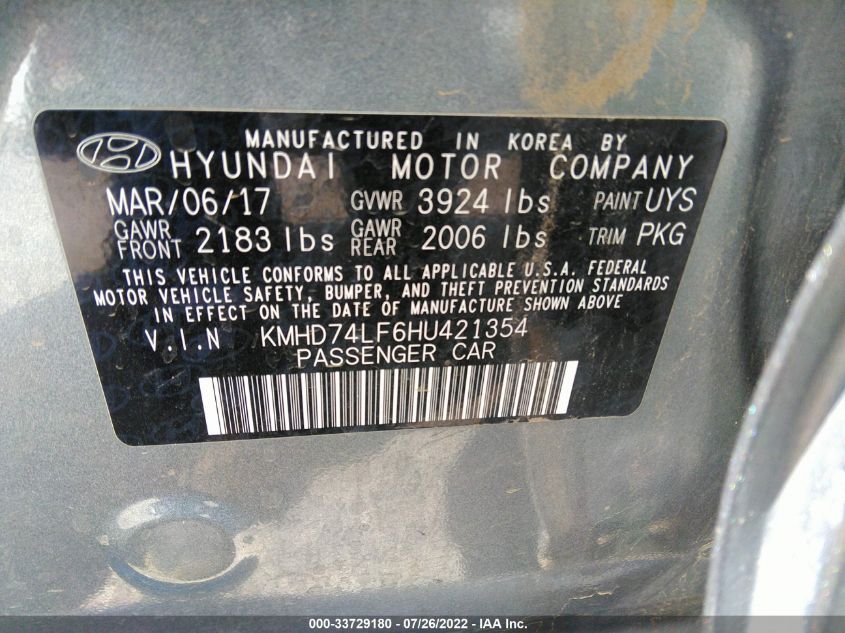 MANUFACTURED IN KOREA BY
HYUNDAI MOTOR COMPANY
MAR/06/17 GVWR 3924 lbs PAINT UYS
GAWR FRONT 2183 lbs GAWR REAR 2006 lbs TRIM PKG
THIS VEHICLE CONFORMS TO ALL APPLICABLE U.S.A. FEDERAL
MOTOR VEHICLE SAFETY, BUMPER, AND THEFT PREVENTION STANDARDS
IN EFFECT ON THE DATE OF MANUFACTURE SHOWN ABOVE
V.I.N KMHD74LF6HU421354
PASSENGER CAR
000-33729180 - 07/26/2022 - IAA Inc.